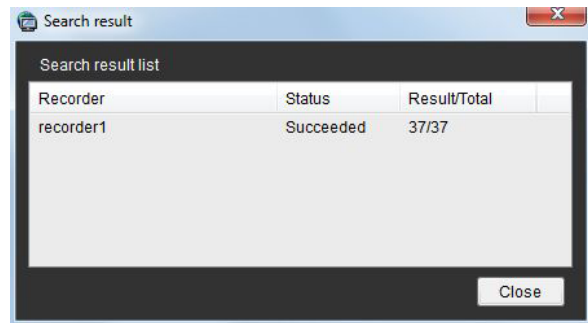 Search result
Search result list
Recorder Status Result/Total
recorder1 Succeeded 37/37
Close